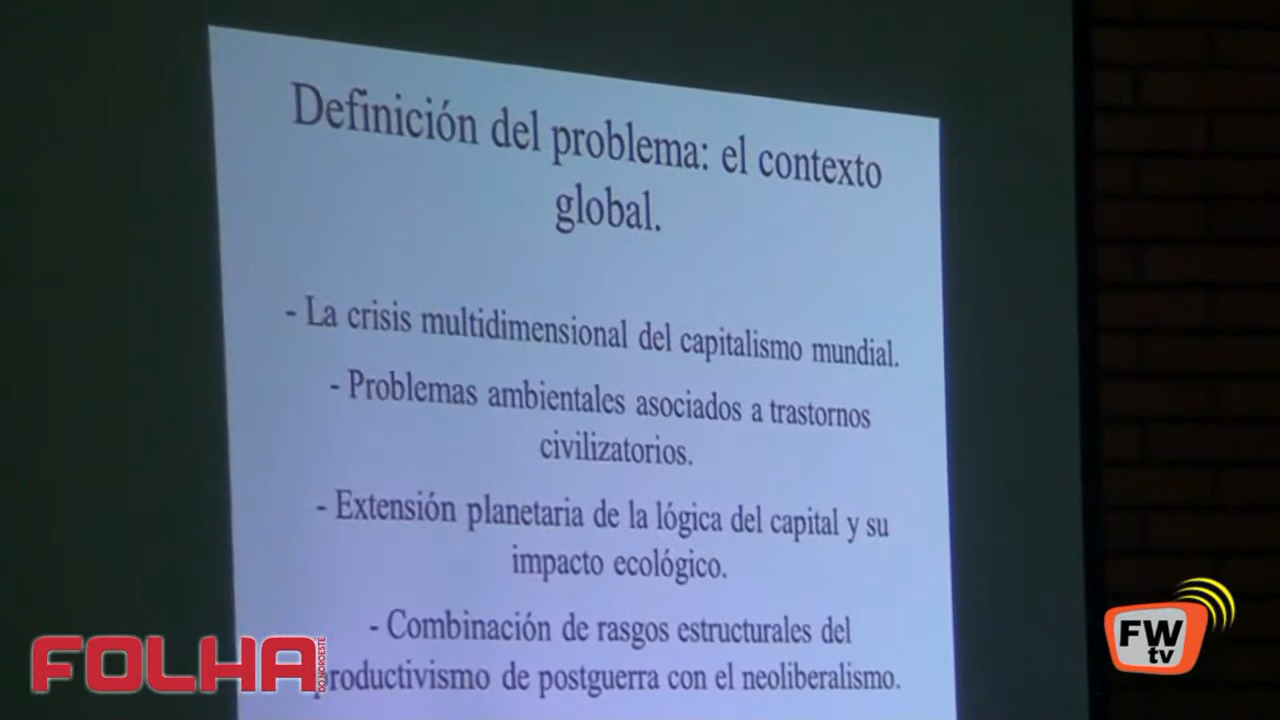 Definición del problema: el contexto
global.
- La crisis multidimensional del capitalismo mundial.
- Problemas ambientales asociados a trastornos
civilizatorios.
- Extensión planetaria de la lógica del capital y su
impacto ecológico.
- Combinación de rasgos estructurales del
productivismo de postguerra con el neoliberalismo.
FOLHA
DO NOROESTE
FW
tv